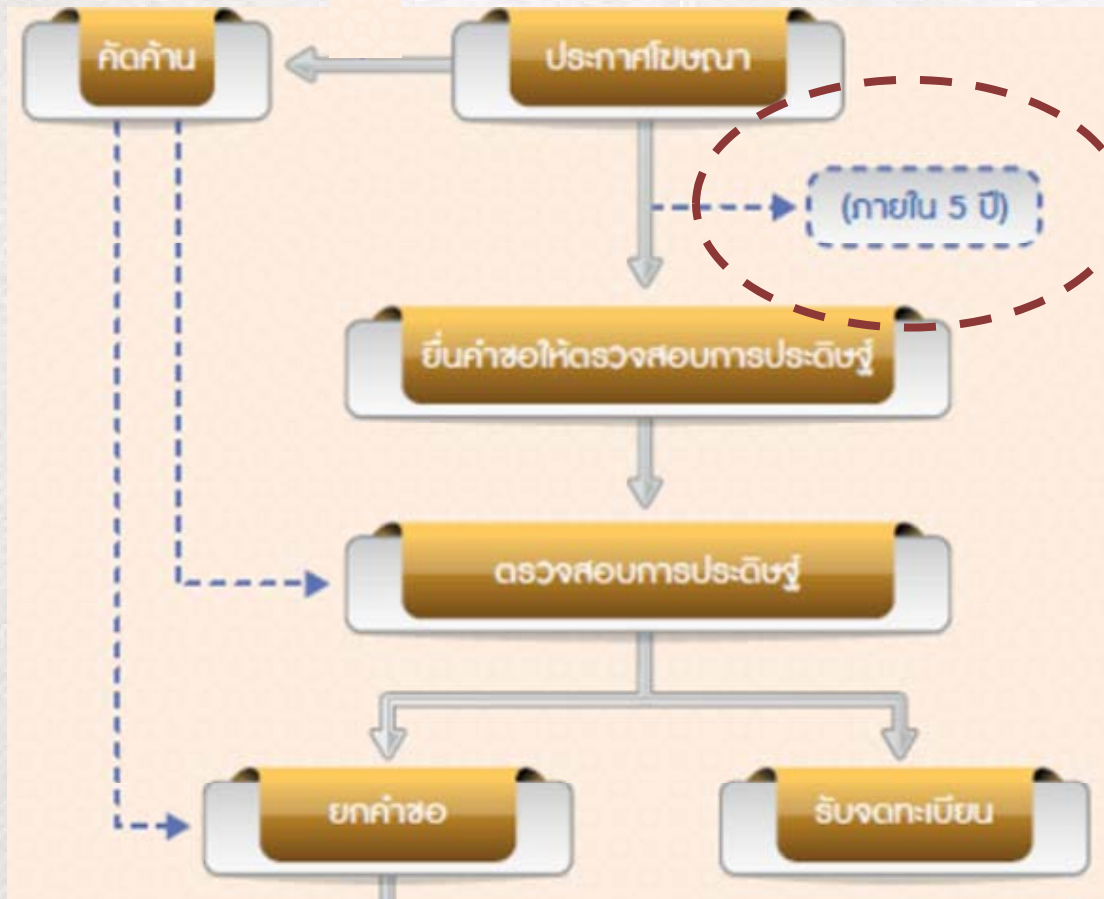 คัดค้าน
ประกาศโฆษณา
(ภายใน 5 ปี)
ยื่นคำขอให้ตรวจสอบการประดิษฐ์
ตรวจสอบการประดิษฐ์
ยกคำขอ
รับจดทะเบียน